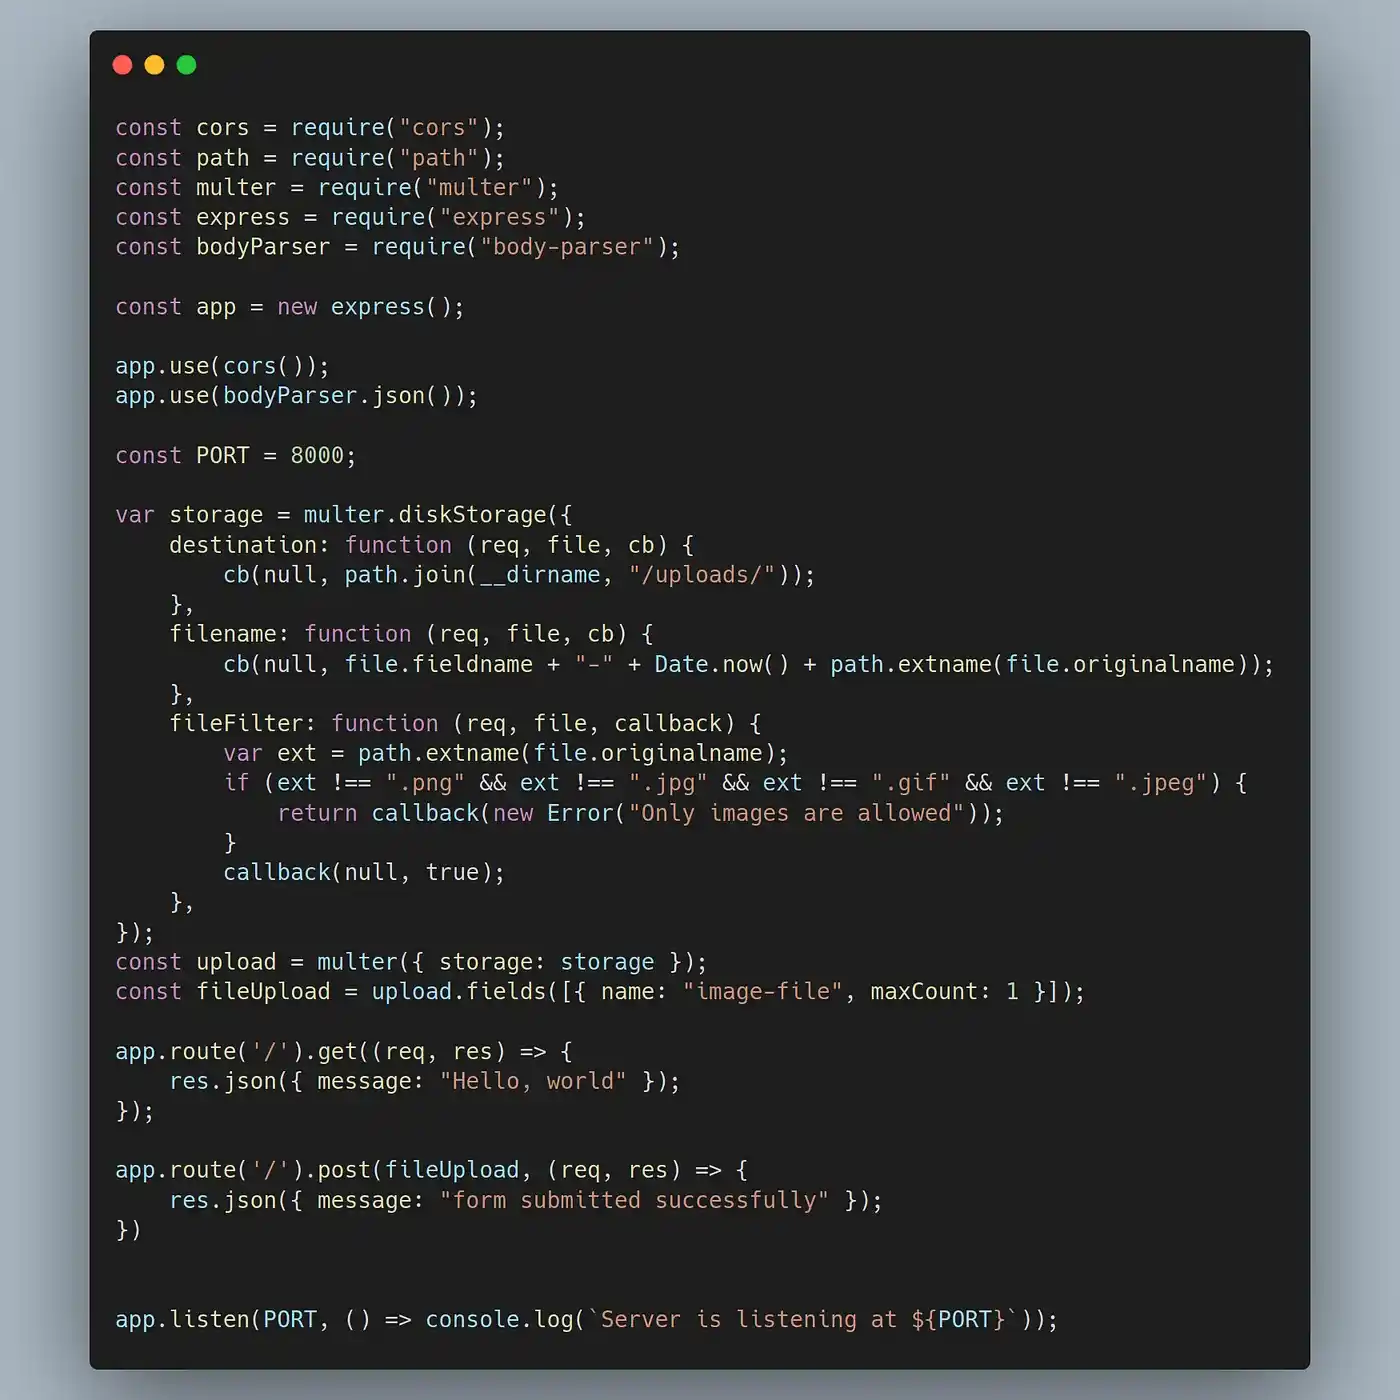 const cors = require("cors");
const path = require("path");
const multer = require("multer");
const express = require("express");
const bodyParser = require("body-parser");

const app = new express();

app.use(cors());
app.use(bodyParser.json());

const PORT = 8000;

var storage = multer.diskStorage({
    destination: function (req, file, cb) {
        cb(null, path.join(__dirname, "/uploads/"));
    },
    filename: function (req, file, cb) {
        cb(null, file.fieldname + "-" + Date.now() + path.extname(file.originalname));
    },
    fileFilter: function (req, file, callback) {
        var ext = path.extname(file.originalname);
        if (ext !== ".png" && ext !== ".jpg" && ext !== ".gif" && ext !== ".jpeg") {
            return callback(new Error("Only images are allowed"));
        }
        callback(null, true);
    },
});
const upload = multer({ storage: storage });
const fileUpload = upload.fields([{ name: "image-file", maxCount: 1 }]);

app.route('/').get((req, res) => {
    res.json({ message: "Hello, world" });
});

app.route('/').post(fileUpload, (req, res) => {
    res.json({ message: "form submitted successfully" });
})


app.listen(PORT, () => console.log(`Server is listening at ${PORT}`));